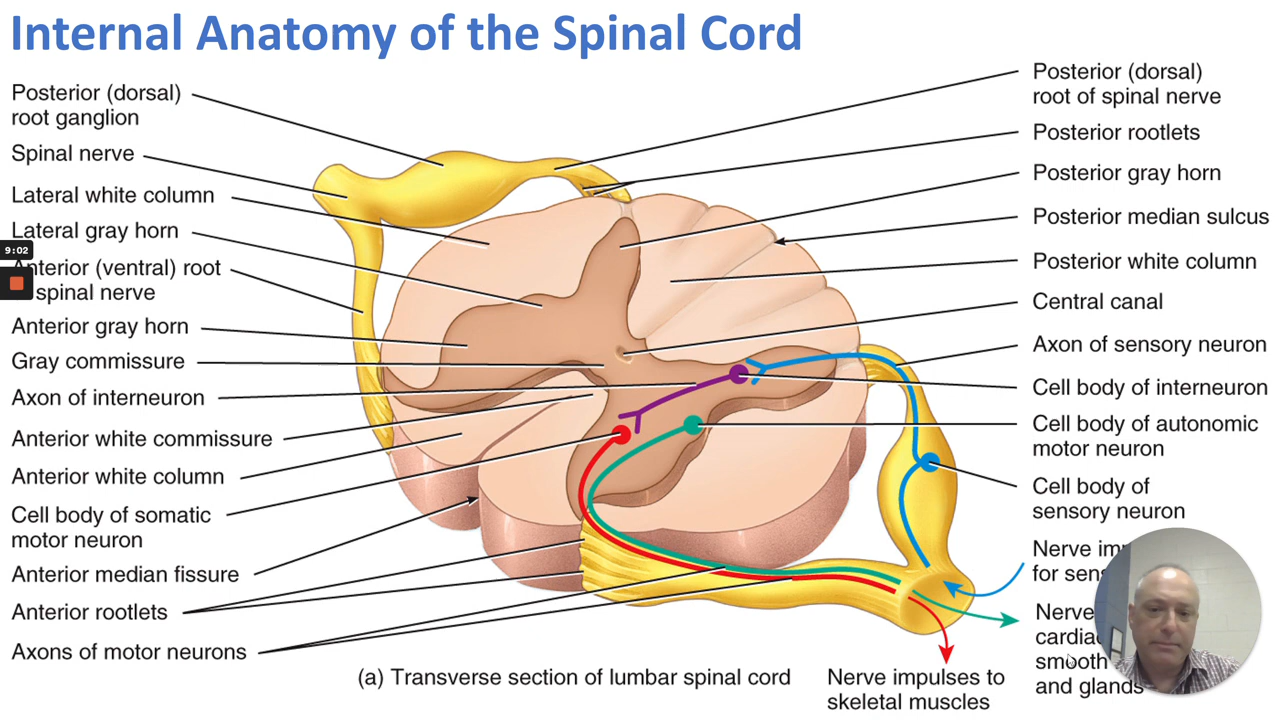 Internal Anatomy of the Spinal Cord
Posterior (dorsal)
root ganglion
Spinal nerve
Lateral white column
Lateral gray horn
9:02
Anterior (ventral) root
spinal nerve
Anterior gray horn
Gray commissure
Axon of interneuron
Anterior white commissure
Anterior white column
Cell body of somatic
motor neuron
Anterior median fissure
Anterior rootlets
Axons of motor neurons
Posterior (dorsal)
root of spinal nerve
Posterior rootlets
Posterior gray horn
Posterior median sulcus
Posterior white column
Central canal
Axon of sensory neuron
Cell body of interneuron
Cell body of autonomic
motor neuron
Cell body of
sensory neuron
Nerve
for
Nerve
smooth
and glands
(a) Transverse section of lumbar spinal cord
Nerve impulses to
skeletal muscles